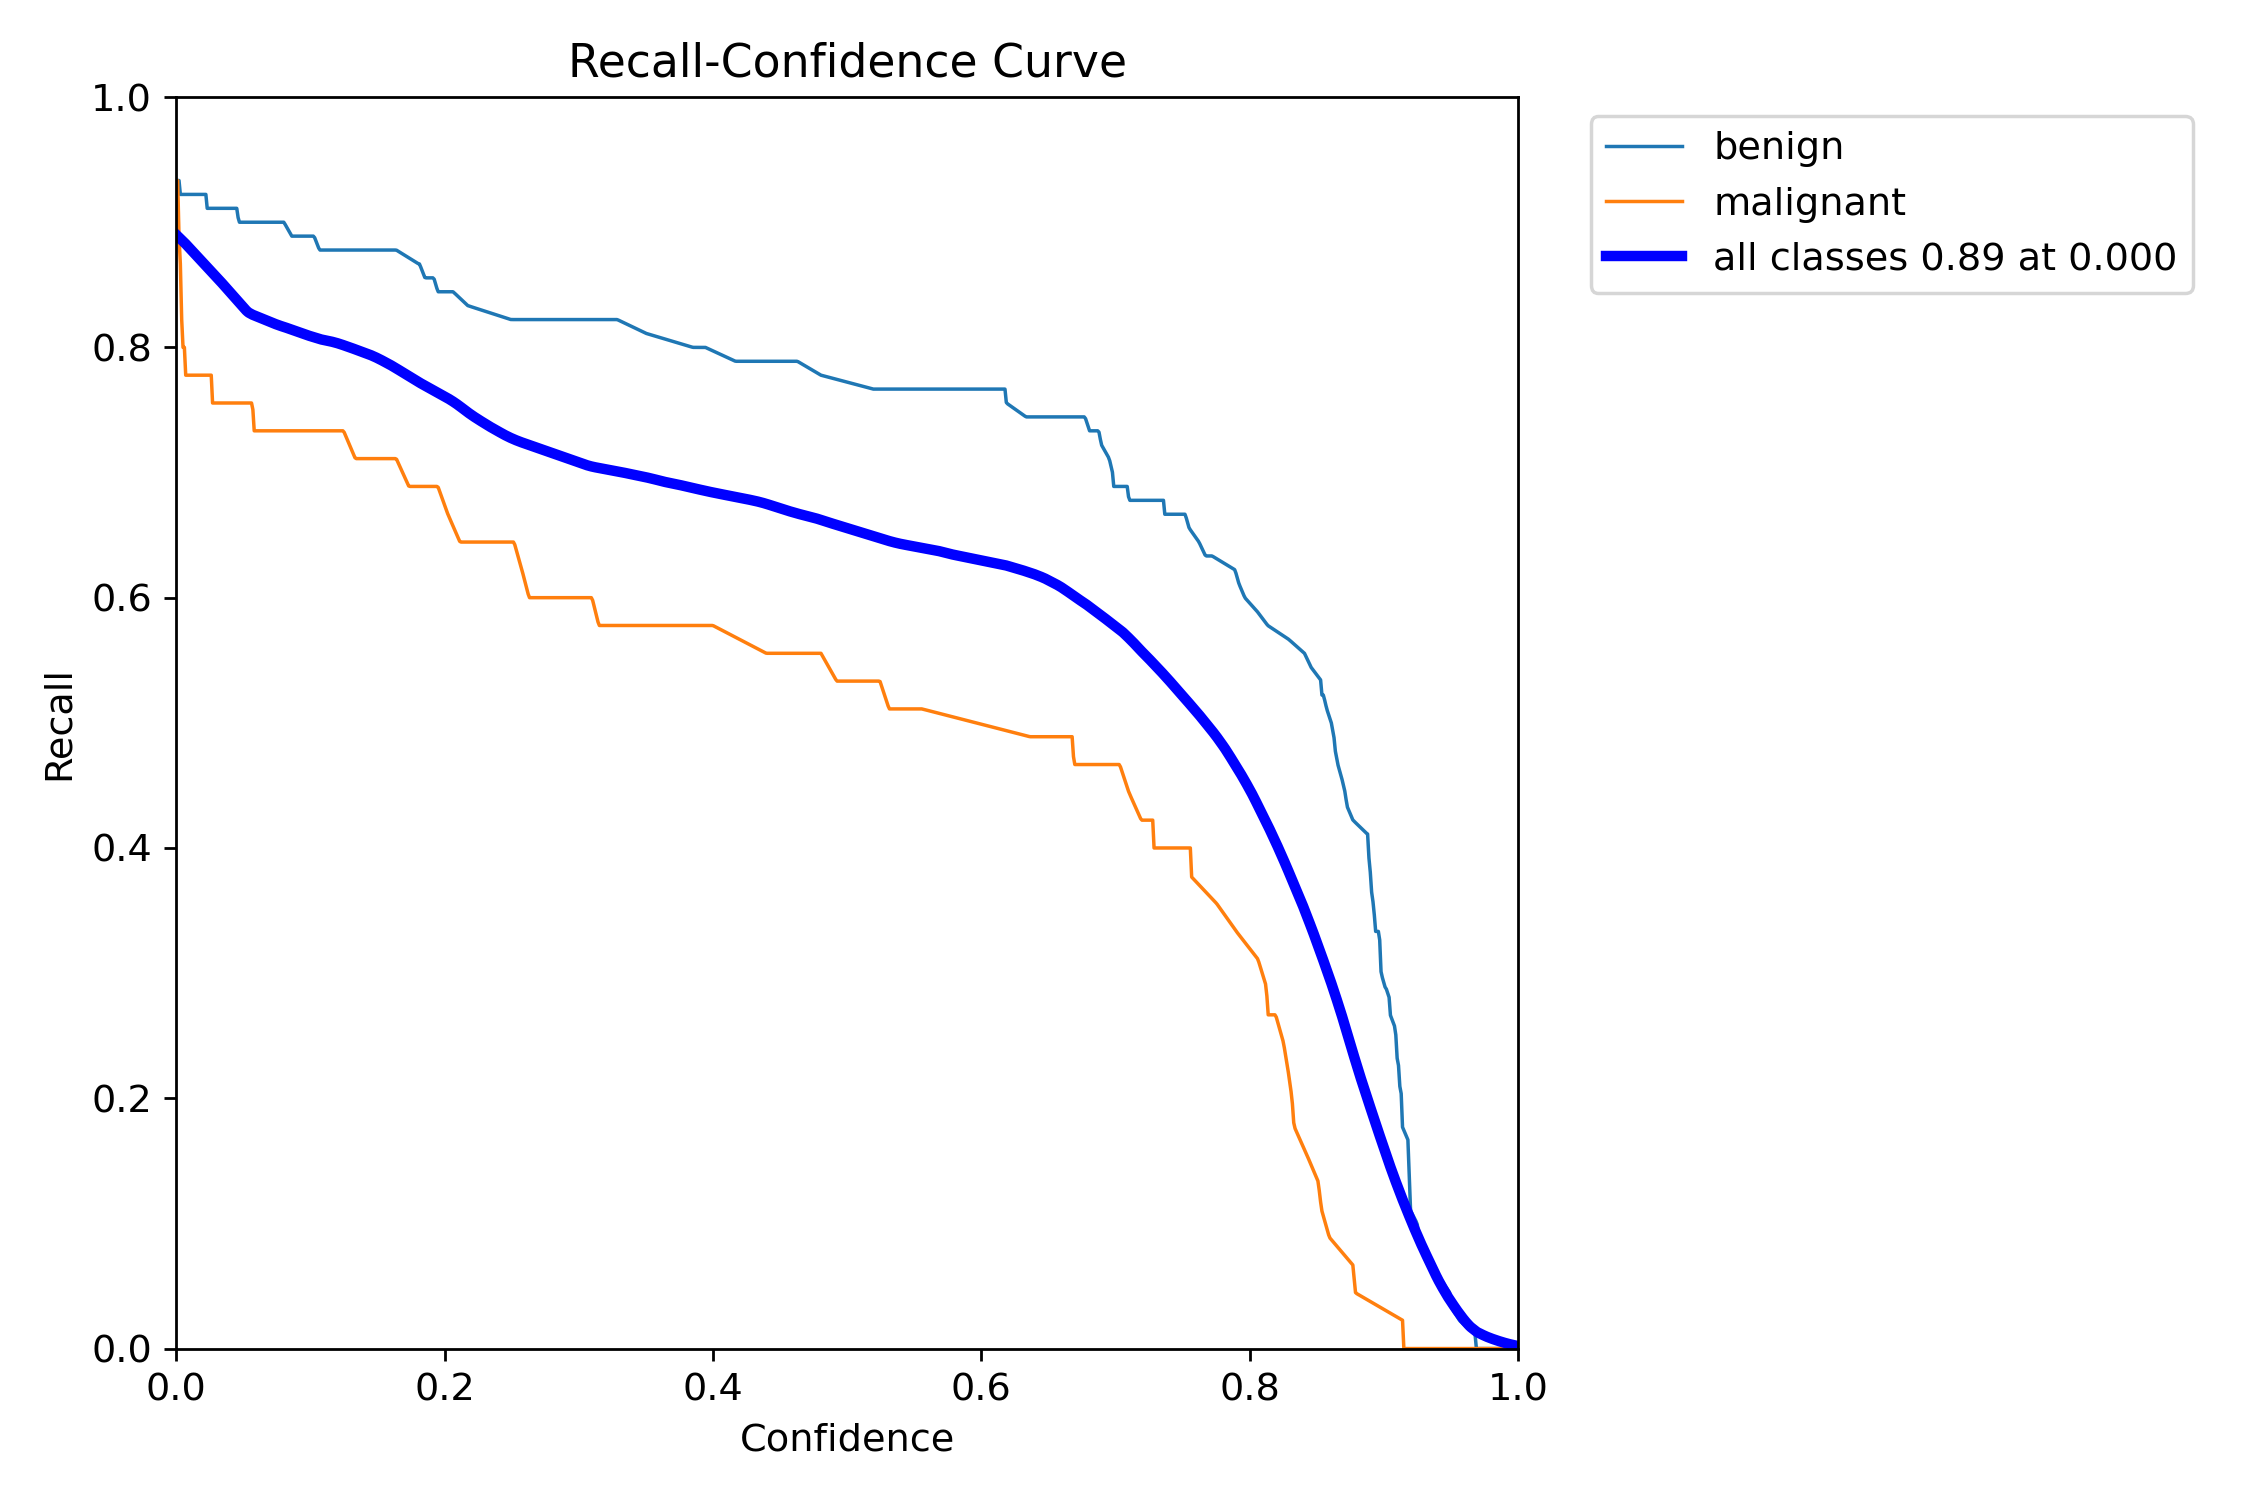 Recall-Confidence Curve
1.0
0.8
0.6
0.4
0.2
0.0
Recall
0.0 0.2 0.4 0.6 0.8 1.0
Confidence
benign
malignant
all classes 0.89 at 0.000